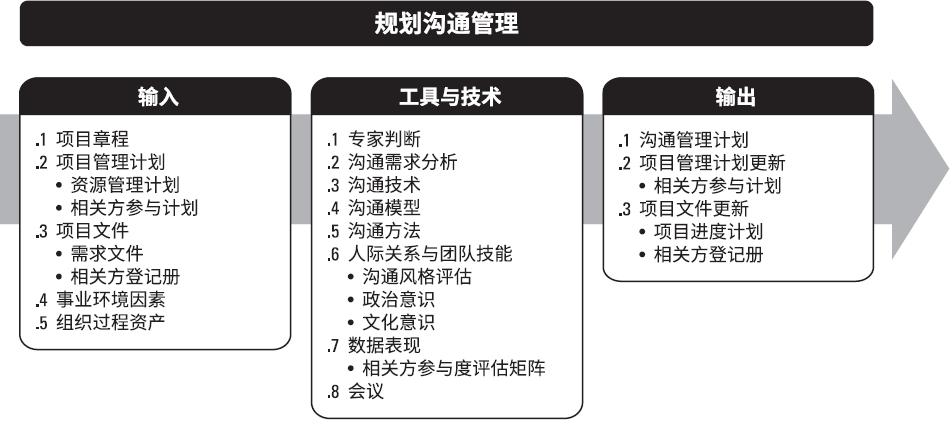 规划沟通管理
输入
.1 项目章程
.2 项目管理计划
• 资源管理计划
• 相关方参与计划
.3 项目文件
• 需求文件
• 相关方登记册
.4 事业环境因素
.5 组织过程资产
工具与技术
.1 专家判断
.2 沟通需求分析
.3 沟通技术
.4 沟通模型
.5 沟通方法
.6 人际关系与团队技能
• 沟通风格评估
• 政治意识
• 文化意识
.7 数据表现
• 相关方参与度评估矩阵
.8 会议
输出
.1 沟通管理计划
.2 项目管理计划更新
• 相关方参与计划
.3 项目文件更新
• 项目进度计划
• 相关方登记册